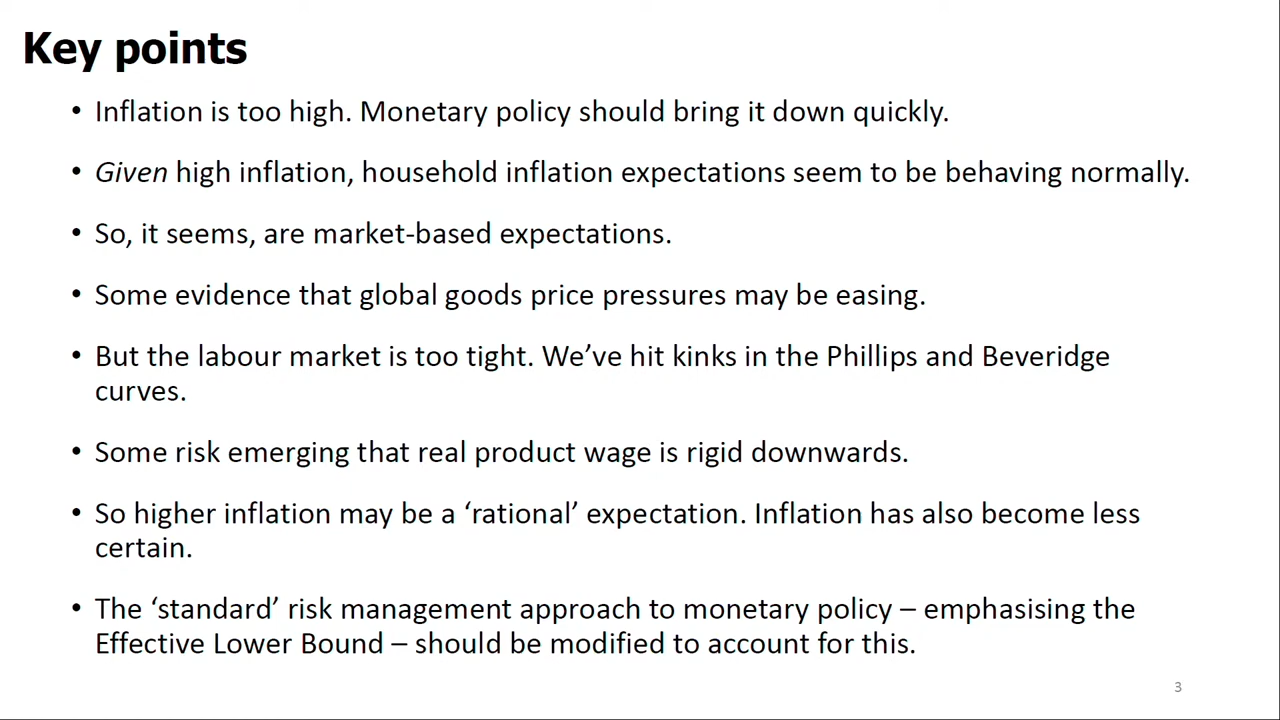 Key points
• Inflation is too high. Monetary policy should bring it down quickly.
• Given high inflation, household inflation expectations seem to be behaving normally.
• So, it seems, are market-based expectations.
• Some evidence that global goods price pressures may be easing.
• But the labour market is too tight. We’ve hit kinks in the Phillips and Beveridge
curves.
• Some risk emerging that real product wage is rigid downwards.
• So higher inflation may be a ‘rational’ expectation. Inflation has also become less
certain.
• The ‘standard’ risk management approach to monetary policy – emphasising the
Effective Lower Bound – should be modified to account for this.
3